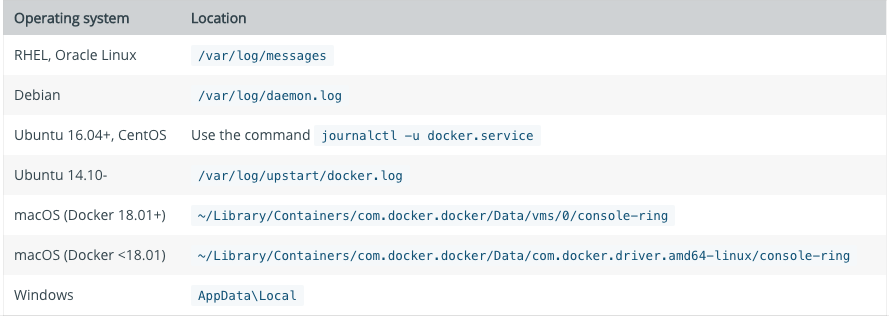 Operating system Location
RHEL, Oracle Linux /var/log/messages
Debian /var/log/daemon.log
Ubuntu 16.04+, CentOS Use the command journalctl -u docker.service
Ubuntu 14.10- /var/log/upstart/docker.log
macOS (Docker 18.01+) ~/Library/Containers/com.docker.docker/Data/vms/0/console-ring
macOS (Docker <18.01) ~/Library/Containers/com.docker.docker/Data/com.docker.driver.amd64-linux/console-ring
Windows AppData\Local